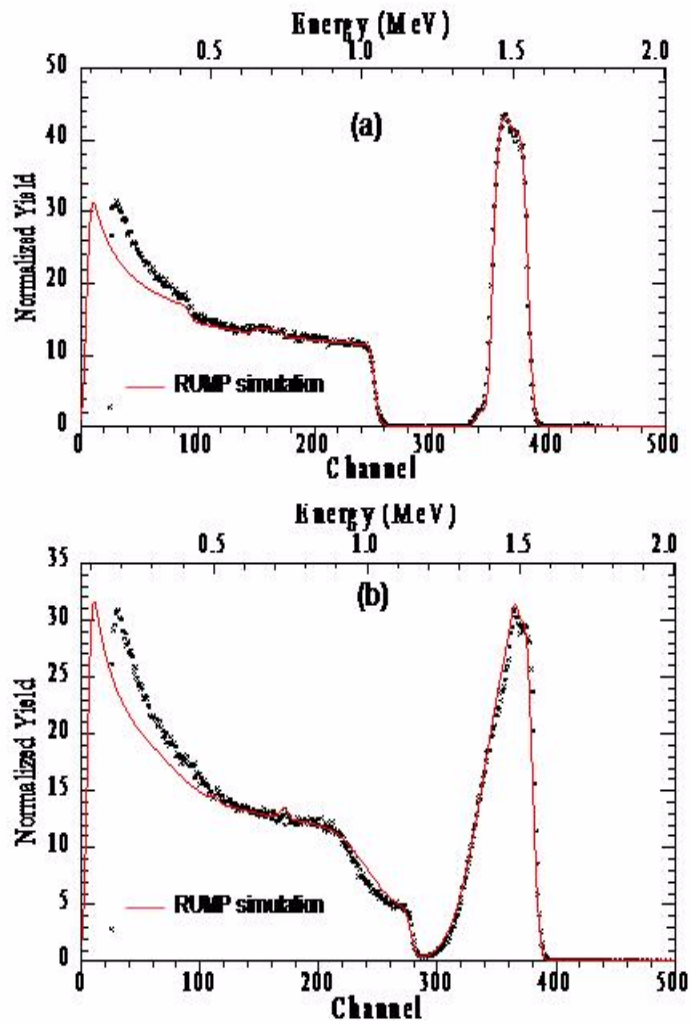 Energy (MeV)
0.5 1.0 1.5 2.0
50
40
30
20
10
0
Normalized Yield
(a)
RUMP simulation
0 100 200 300 400 500
Channel
Energy (MeV)
0.5 1.0 1.5 2.0
35
30
25
20
15
10
5
0
Normalized Yield
(b)
RUMP simulation
0 100 200 300 400 500
Channel